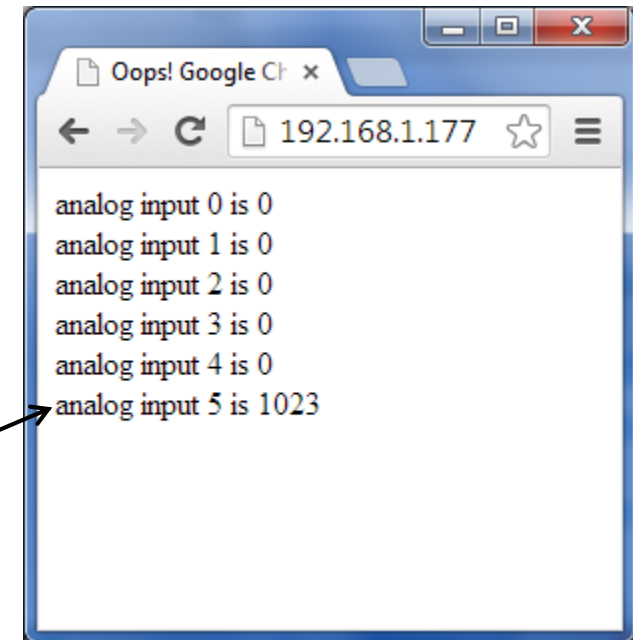 Oops! Google Ch
192.168.1.177
analog input 0 is 0
analog input 1 is 0
analog input 2 is 0
analog input 3 is 0
analog input 4 is 0
analog input 5 is 1023